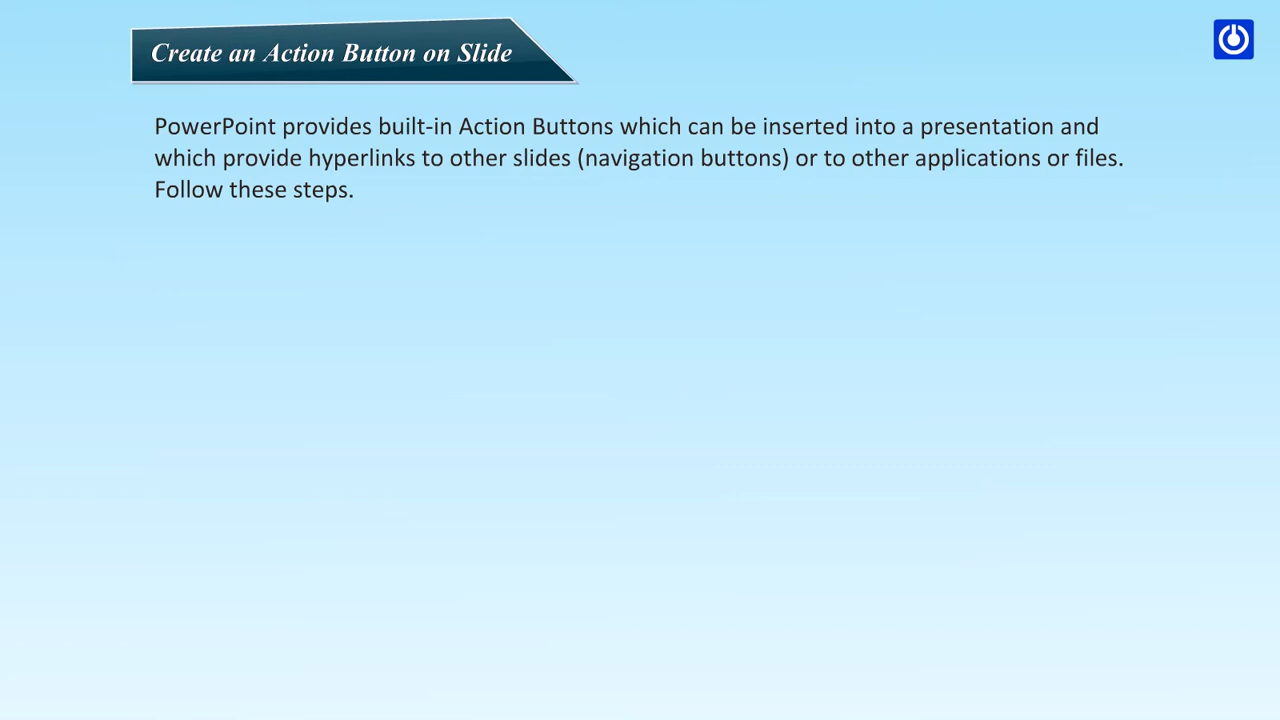 Create an Action Button on Slide
PowerPoint provides built-in Action Buttons which can be inserted into a presentation and
which provide hyperlinks to other slides (navigation buttons) or to other applications or files.
Follow these steps.